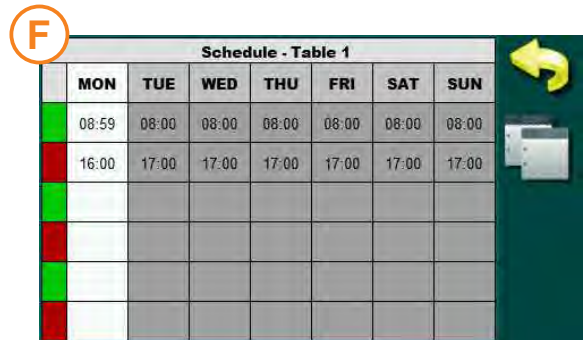 F
Schedule - Table 1
MON TUE WED THU FRI SAT SUN
08:59 08:00 08:00 08:00 08:00 08:00 08:00
16:00 17:00 17:00 17:00 17:00 17:00 17:00